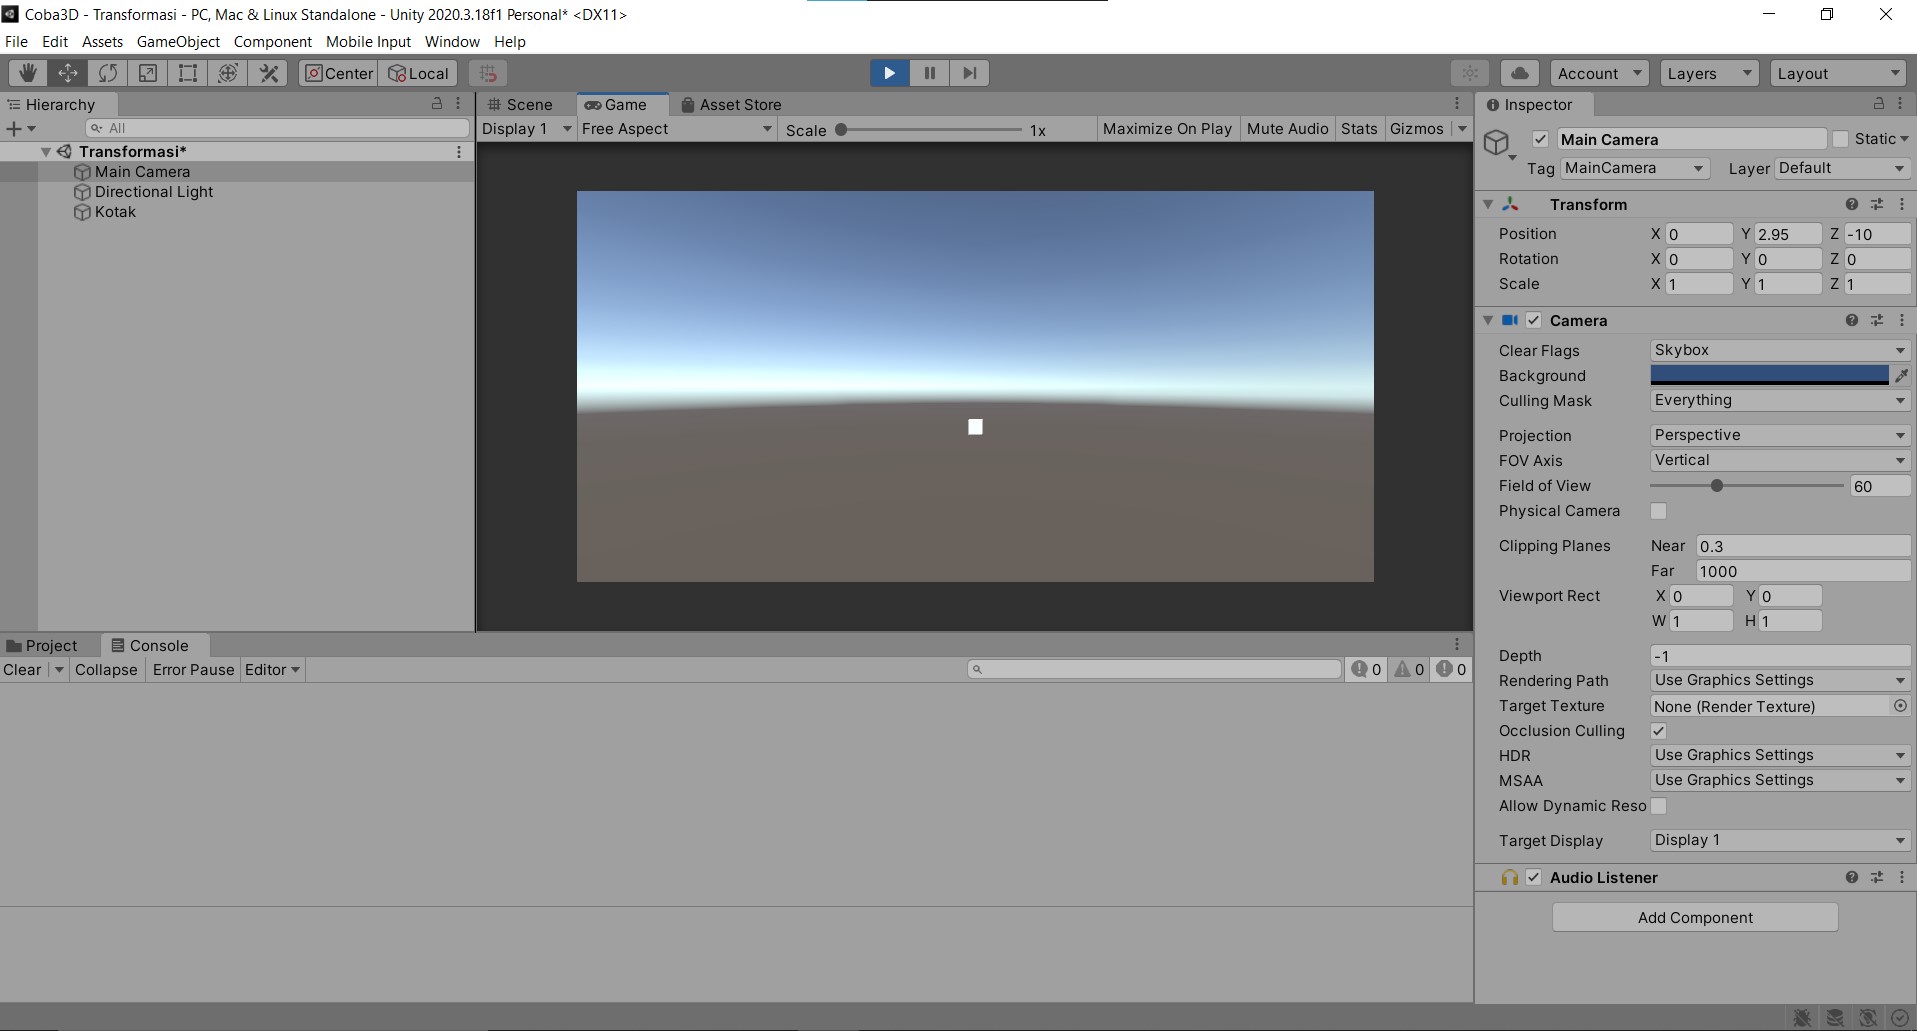 Coba3D - Transformasi - PC, Mac & Linux Standalone - Unity 2020.3.18f1 Personal* <DX11>
File Edit Assets GameObject Component Mobile Input Window Help
Center Local
Account Layers Layout
Hierarchy
All
Transformasi*
Main Camera
Directional Light
Kotak
Scene Game Asset Store
Display 1 Free Aspect Scale 1x Maximize On Play Mute Audio Stats Gizmos
Project Console
Clear Collapse Error Pause Editor 0 0 0
Inspector
Main Camera Static
Tag MainCamera Layer Default
Transform
Position X 0 Y 2.95 Z -10
Rotation X 0 Y 0 Z 0
Scale X 1 Y 1 Z 1
Camera
Clear Flags Skybox
Background
Culling Mask Everything
Projection Perspective
FOV Axis Vertical
Field of View 60
Physical Camera
Clipping Planes Near 0.3
Far 1000
Viewport Rect X 0 Y 0
W 1 H 1
Depth -1
Rendering Path Use Graphics Settings
Target Texture None (Render Texture)
Occlusion Culling
HDR Use Graphics Settings
MSAA Use Graphics Settings
Allow Dynamic Reso
Target Display Display 1
Audio Listener
Add Component